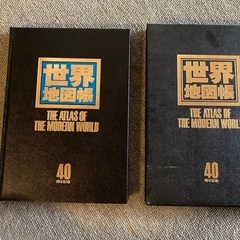 世界
地図帳
THE ATLAS OF
THE MODERN WORLD
40
世界
地図帳
THE ATLAS OF
THE MODERN WORLD
40